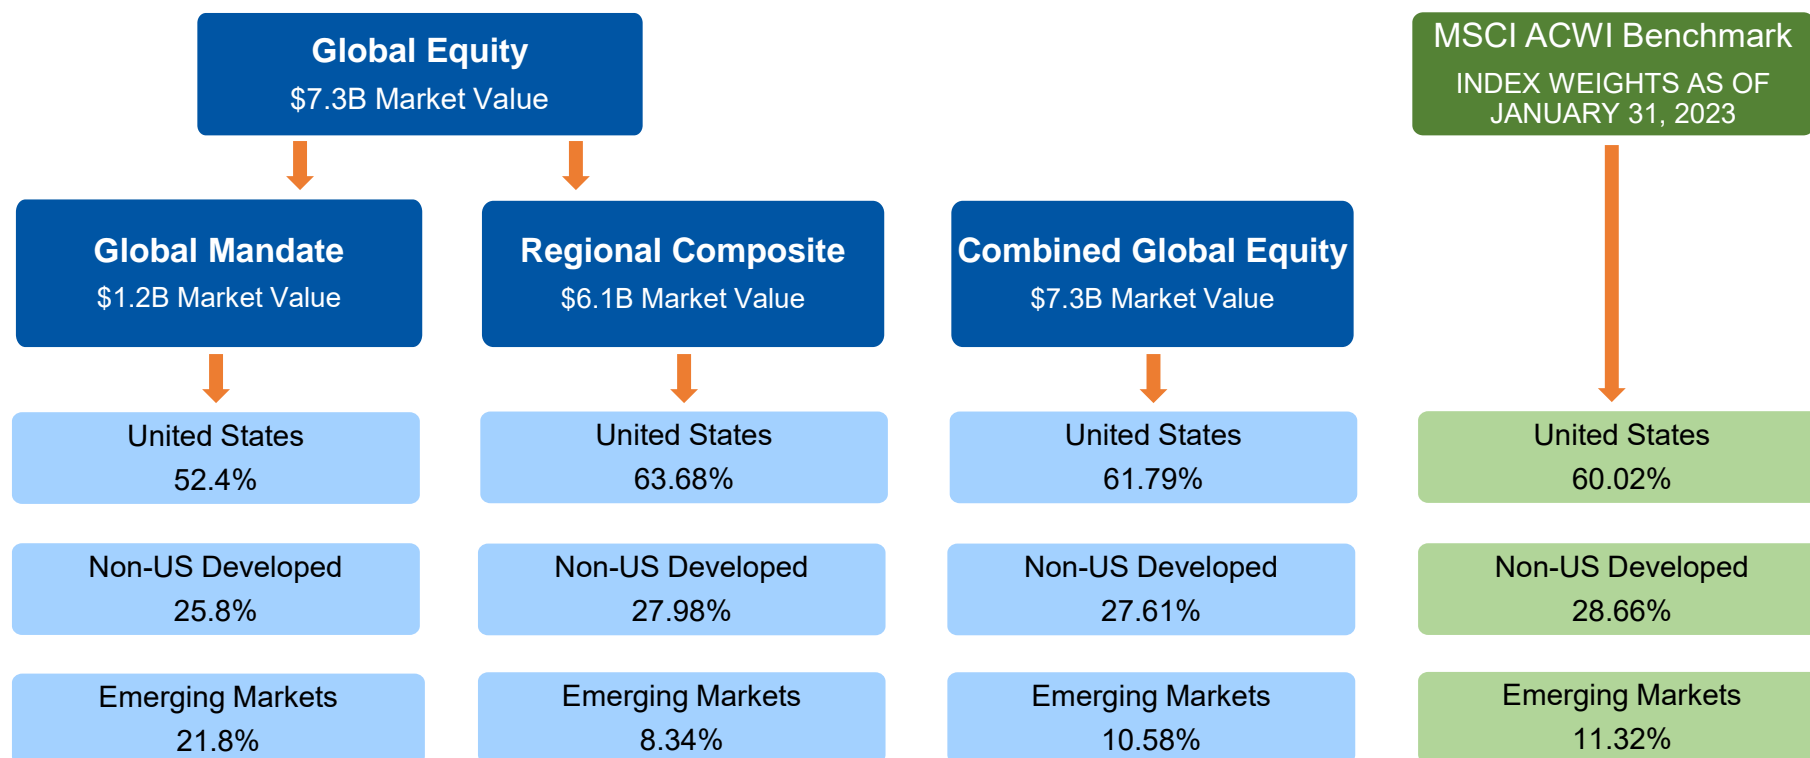 Global Equity
$7.3B Market Value
MSCI ACWI Benchmark
INDEX WEIGHTS AS OF
JANUARY 31, 2023
Global Mandate
$1.2B Market Value
Regional Composite
$6.1B Market Value
Combined Global Equity
$7.3B Market Value
United States
52.4%
United States
63.68%
United States
61.79%
United States
60.02%
Non-US Developed
25.8%
Non-US Developed
27.98%
Non-US Developed
27.61%
Non-US Developed
28.66%
Emerging Markets
21.8%
Emerging Markets
8.34%
Emerging Markets
10.58%
Emerging Markets
11.32%